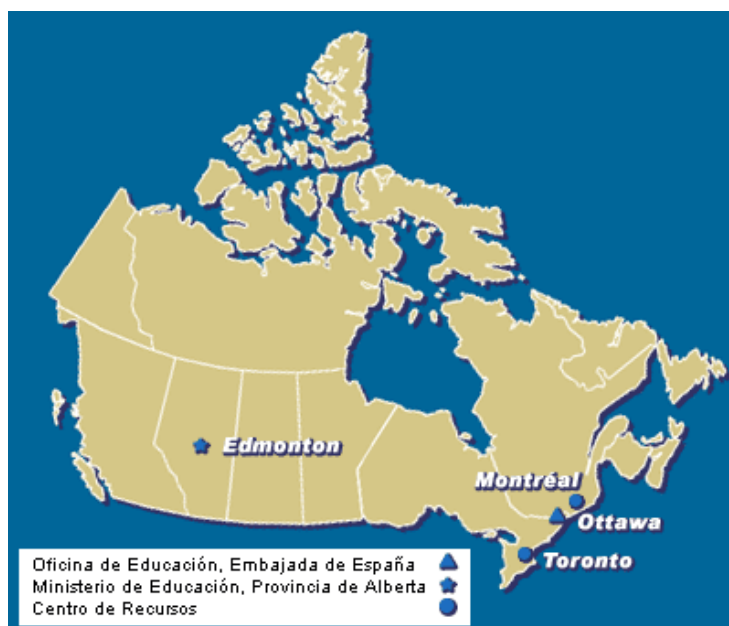 Edmonton
Montréal
Ottawa
Toronto
Oficina de Educación, Embajada de España
Ministerio de Educación, Provincia de Alberta
Centro de Recursos